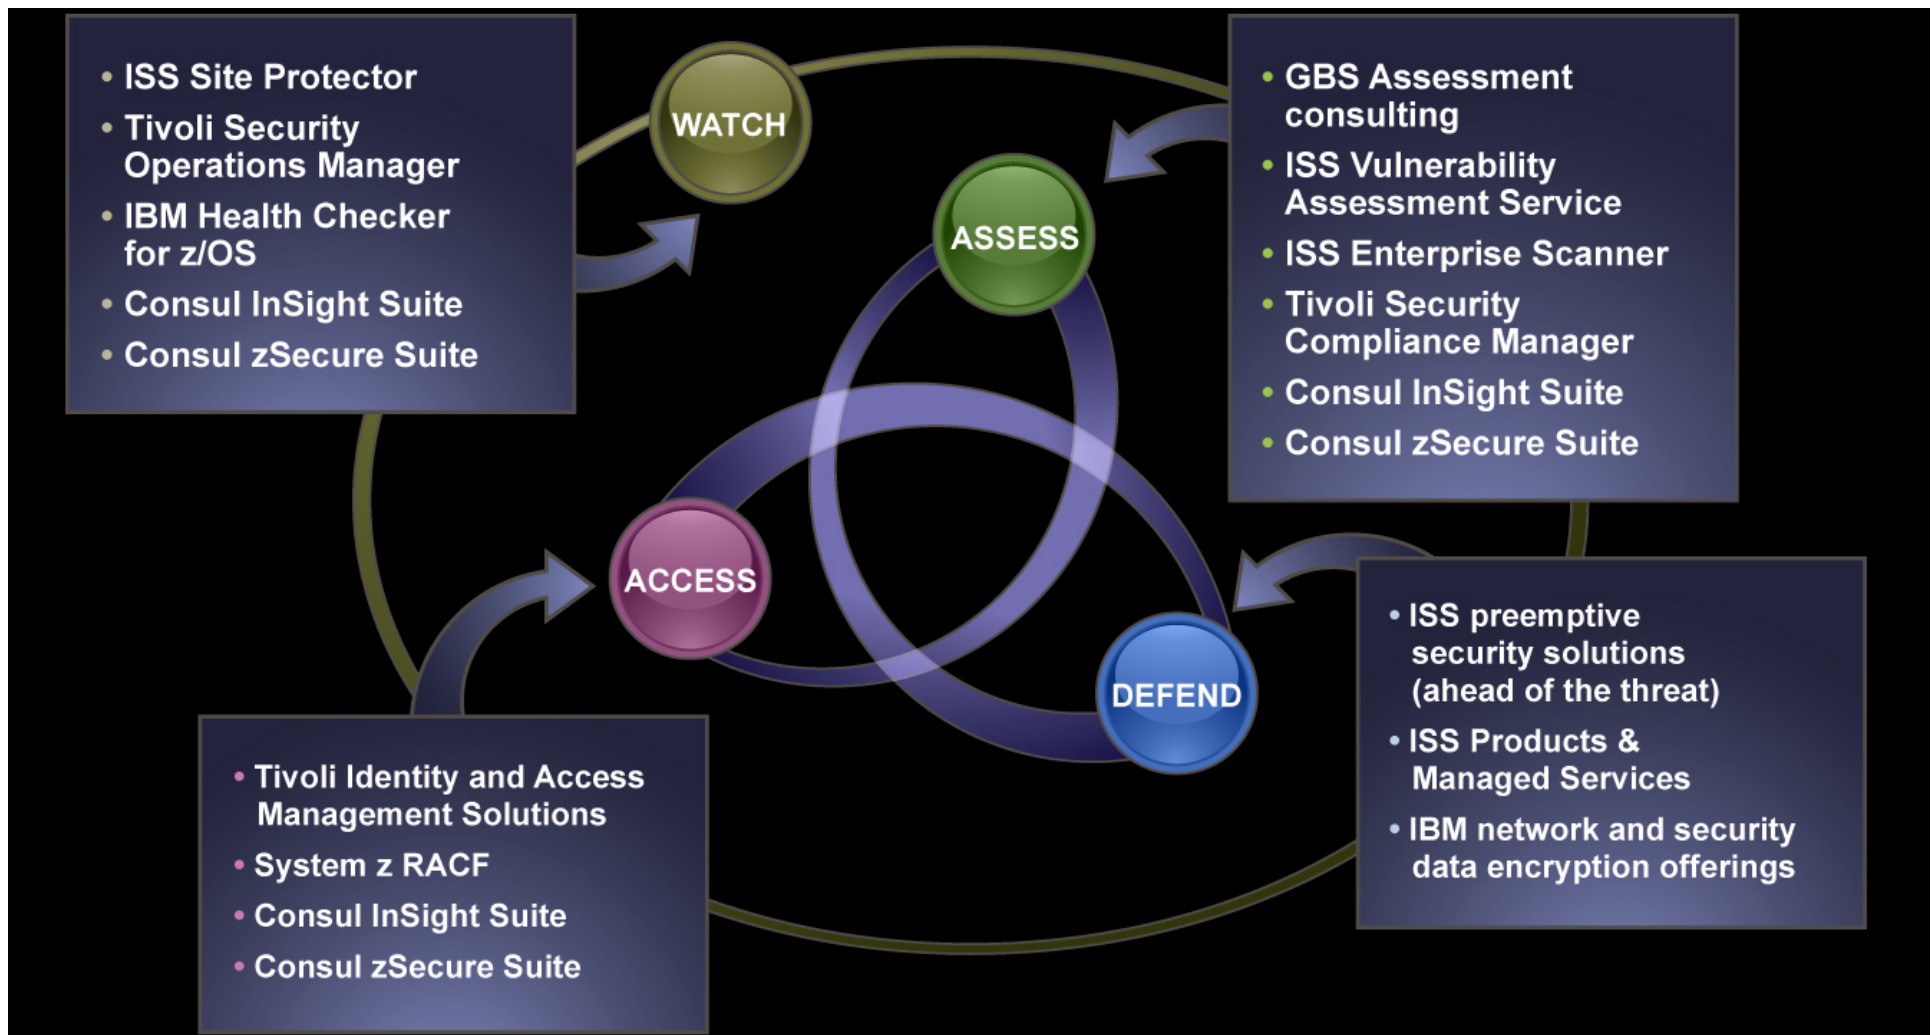 • ISS Site Protector
• Tivoli Security
Operations Manager
• IBM Health Checker
for z/OS
• Consul InSight Suite
• Consul zSecure Suite
WATCH
ASSESS
• GBS Assessment
consulting
• ISS Vulnerability
Assessment Service
• ISS Enterprise Scanner
• Tivoli Security
Compliance Manager
• Consul InSight Suite
• Consul zSecure Suite
ACCESS
DEFEND
• Tivoli Identity and Access
Management Solutions
• System z RACF
• Consul InSight Suite
• Consul zSecure Suite
• ISS preemptive
security solutions
(ahead of the threat)
• ISS Products &
Managed Services
• IBM network and security
data encryption offerings